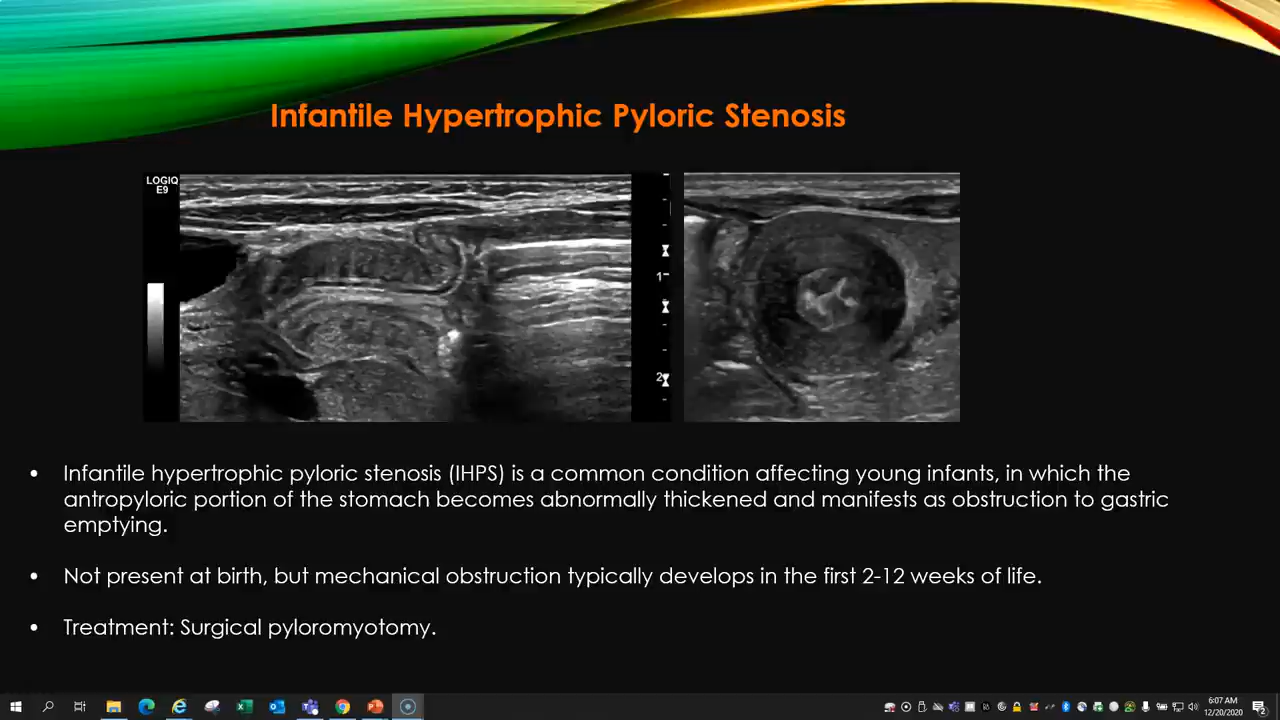 Infantile Hypertrophic Pyloric Stenosis
LOGIQ
E9
1
2
• Infantile hypertrophic pyloric stenosis (IHPS) is a common condition affecting young infants, in which the
antropyloric portion of the stomach becomes abnormally thickened and manifests as obstruction to gastric
emptying.
• Not present at birth, but mechanical obstruction typically develops in the first 2-12 weeks of life.
• Treatment: Surgical pyloromyotomy.
6:07 AM
12/20/2020